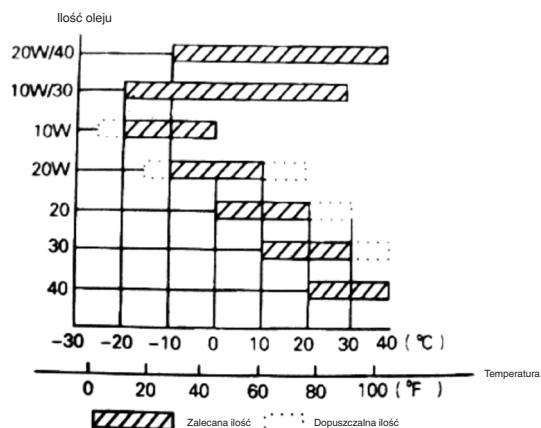 Ilość oleju
20W/40
10W/30
10W
20W
20
30
40
-30 -20 -10 0 10 20 30 40 (°C)
Temperatura
0 20 40 60 80 100 (°F)
Zalecana ilość Dopuszczalna ilość